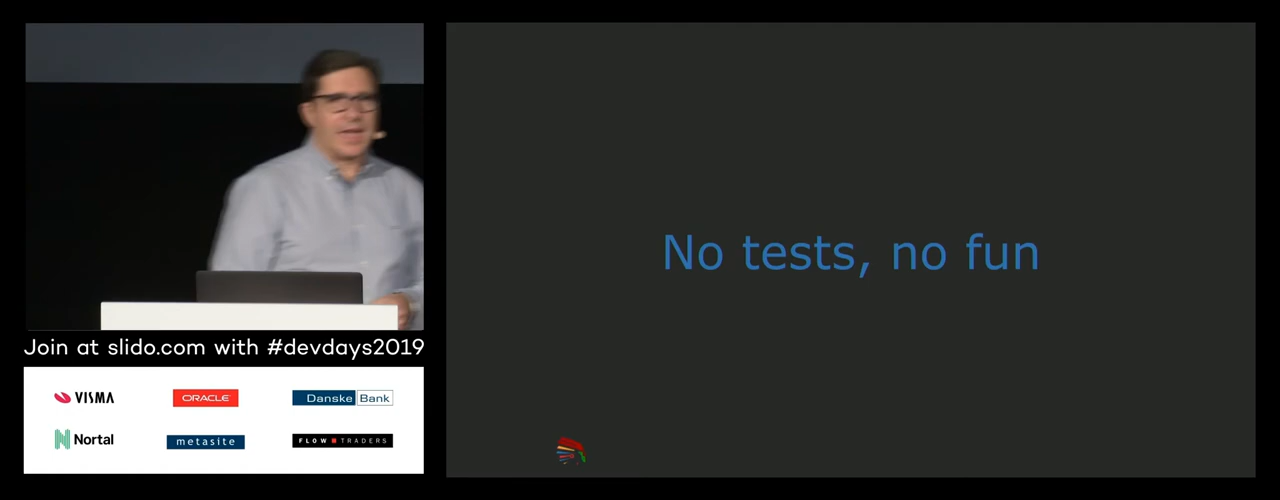 No tests, no fun
Join at slido.com with #devdays2019
VISMA
ORACLE
Danske Bank
Nortal
metasite
FLOW TRADERS